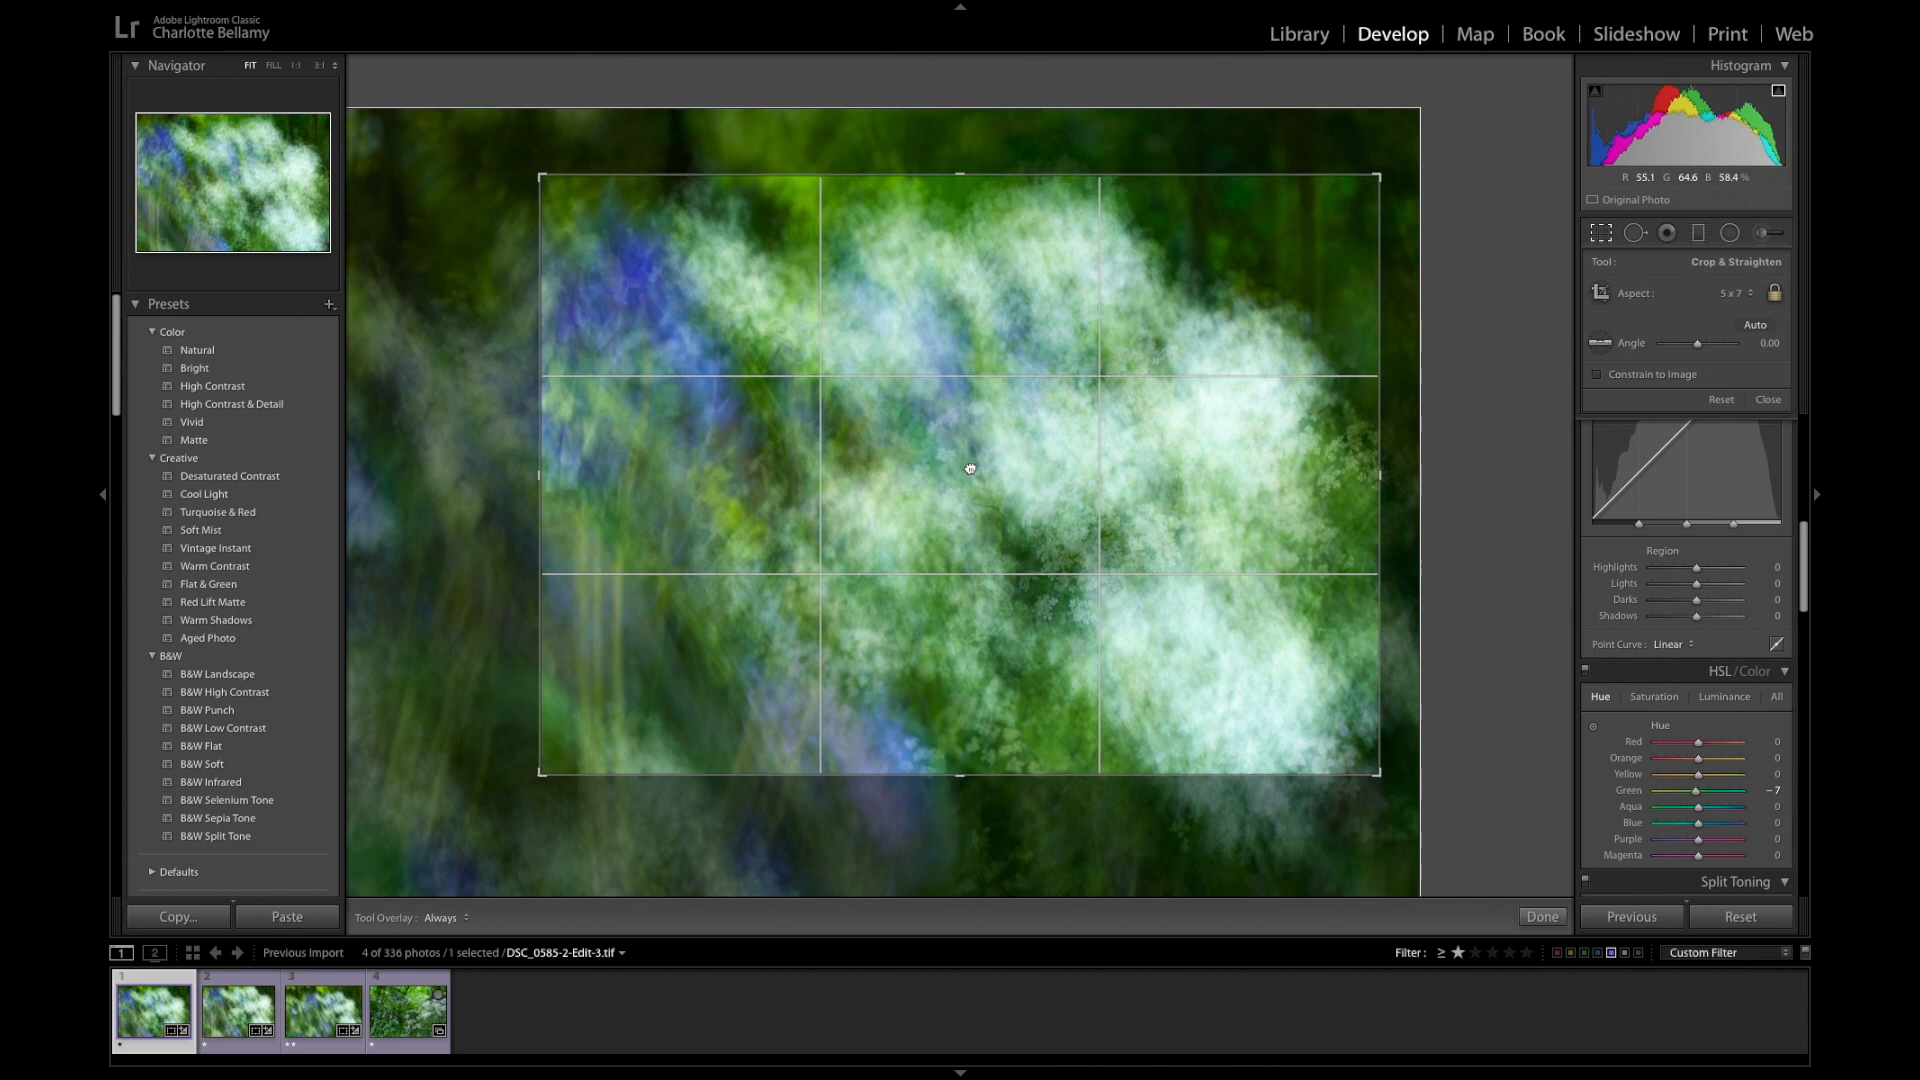 Lr Adobe Lightroom Classic
Charlotte Bellamy
Library | Develop | Map | Book | Slideshow | Print | Web
Navigator FIT FILL 1:1 3:1
Presets +
Color
Natural
Bright
High Contrast
High Contrast & Detail
Vivid
Matte
Creative
Desaturated Contrast
Cool Light
Turquoise & Red
Soft Mist
Vintage Instant
Warm Contrast
Flat & Green
Red Lift Matte
Warm Shadows
Aged Photo
B&W
B&W Landscape
B&W High Contrast
B&W Punch
B&W Low Contrast
B&W Flat
B&W Soft
B&W Infrared
B&W Selenium Tone
B&W Sepia Tone
B&W Split Tone
Defaults
Copy... Paste
Tool Overlay : Always
Done
Histogram
R 55.1 G 64.6 B 58.4 %
Original Photo
Tool : Crop & Straighten
Aspect : 5 x 7
Auto
Angle 0.00
Constrain to Image
Reset Close
Region
Highlights 0
Lights 0
Darks 0
Shadows 0
Point Curve : Linear
HSL / Color
Hue Saturation Luminance All
Hue
Red 0
Orange 0
Yellow 0
Green – 7
Aqua 0
Blue 0
Purple 0
Magenta 0
Split Toning
Previous Reset
1 2 Previous Import 4 of 336 photos / 1 selected / DSC_0585-2-Edit-3.tif
Filter : ≥ Custom Filter
1 2 3 4